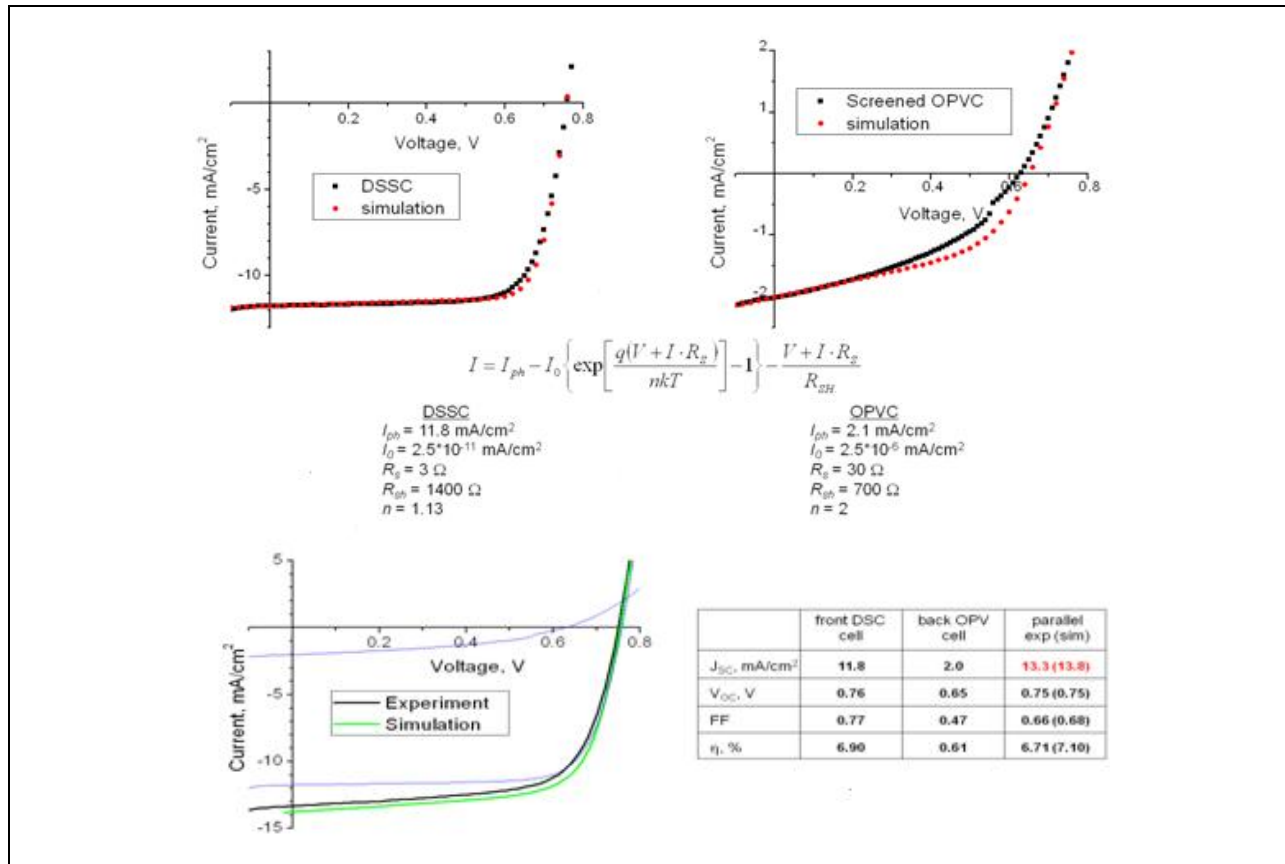 0.2
0.4
0.6
0.8
Voltage, V
DSSC
simulation
-5
-10
Current, mA/cm²
2
1
0
-1
-2
Screened OPVC
simulation
0.2
0.4
0.6
0.8
Voltage, V
Current, mA/cm²
I = I_ph − I_0 {exp[q(V + I · R_S) / nkT] − 1} − (V + I · R_S) / R_SH
DSSC
I_ph = 11.8 mA/cm²
I_0 = 2.5*10⁻¹¹ mA/cm²
R_s = 3 Ω
R_sh = 1400 Ω
n = 1.13
OPVC
I_ph = 2.1 mA/cm²
I_0 = 2.5*10⁻⁶ mA/cm²
R_s = 30 Ω
R_sh = 700 Ω
n = 2
5
0
-5
-10
-15
0.2
0.4
0.6
0.8
Voltage, V
Experiment
Simulation
Current, mA/cm²
front DSC cell
back OPV cell
parallel exp (sim)
J_SC, mA/cm² 11.8 2.0 13.3 (13.8)
V_OC, V 0.76 0.65 0.75 (0.75)
FF 0.77 0.47 0.66 (0.68)
η, % 6.90 0.61 6.71 (7.10)